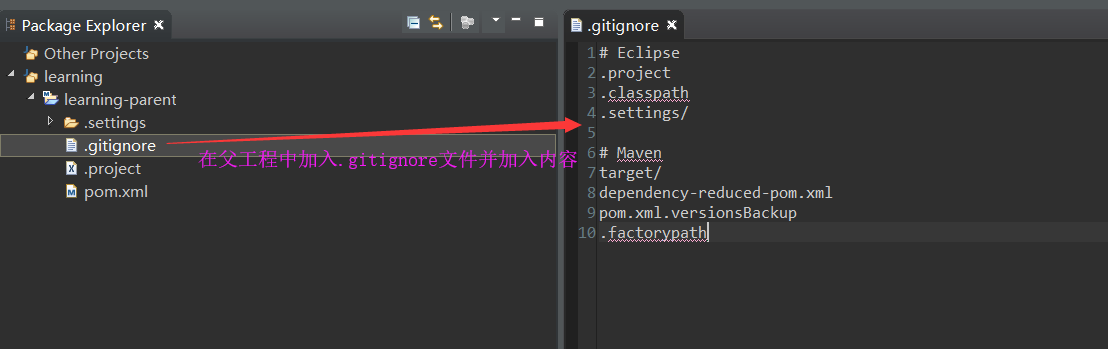 Package Explorer
Other Projects
learning
learning-parent
.settings
.gitignore
.project
pom.xml
在父工程中加入.gitignore文件并加入内容
.gitignore
1 # Eclipse
2 .project
3 .classpath
4 .settings/
5
6 # Maven
7 target/
8 dependency-reduced-pom.xml
9 pom.xml.versionsBackup
10 .factorypath